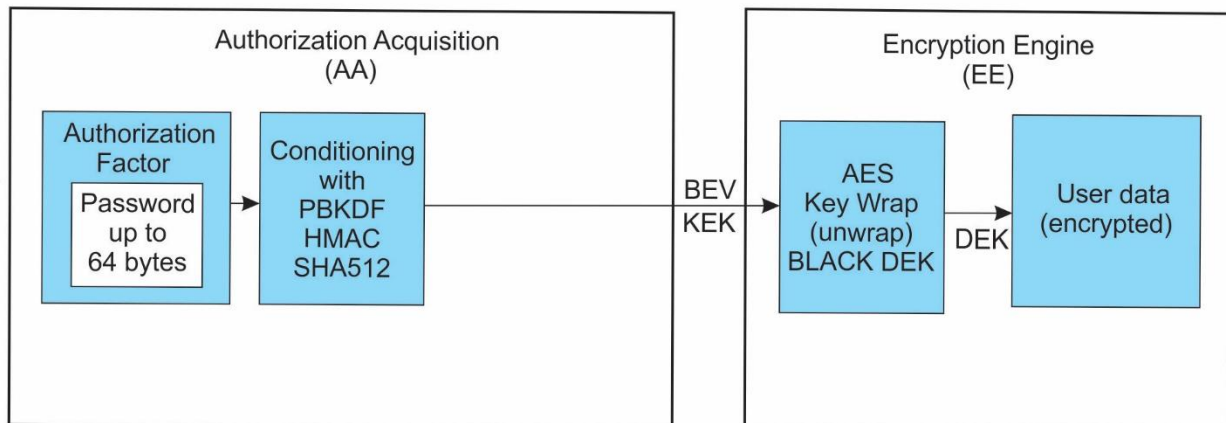 Authorization Acquisition
(AA)
Authorization
Factor
Password
up to
64 bytes
Conditioning
with
PBKDF
HMAC
SHA512
BEV
KEK
Encryption Engine
(EE)
AES
Key Wrap
(unwrap)
BLACK DEK
DEK
User data
(encrypted)